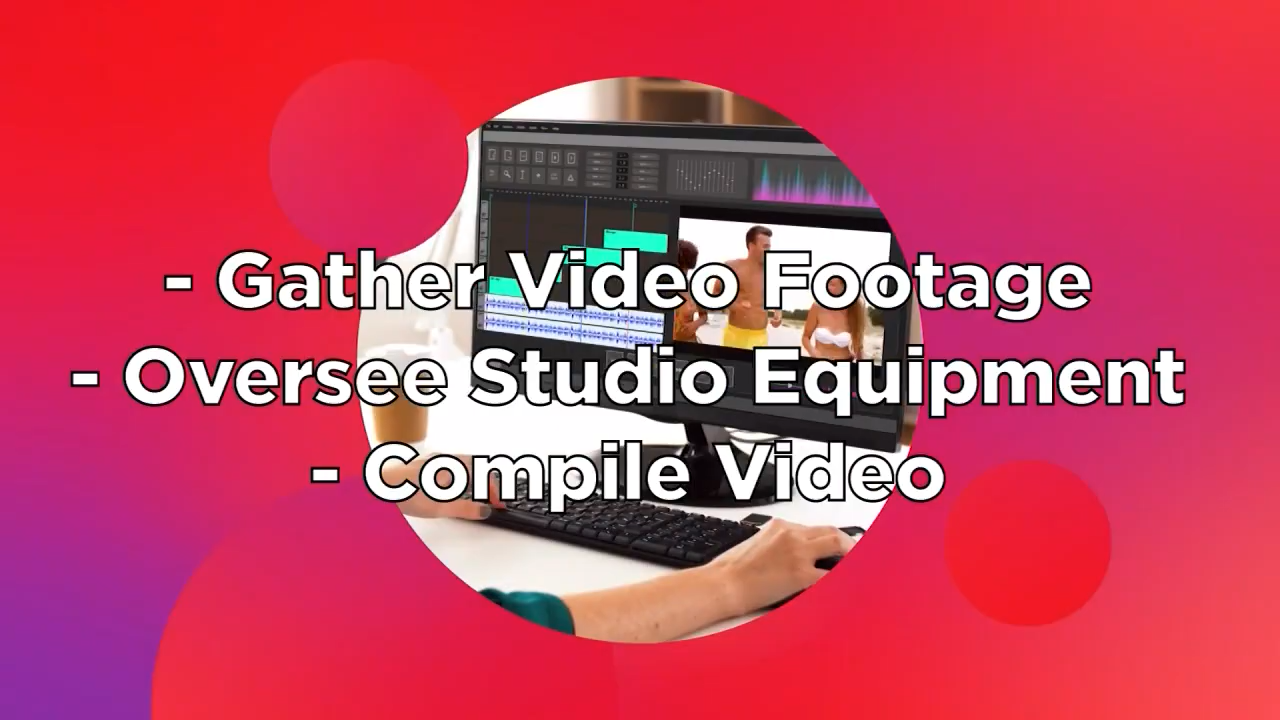 - Gather Video Footage
- Oversee Studio Equipment
- Compile Video